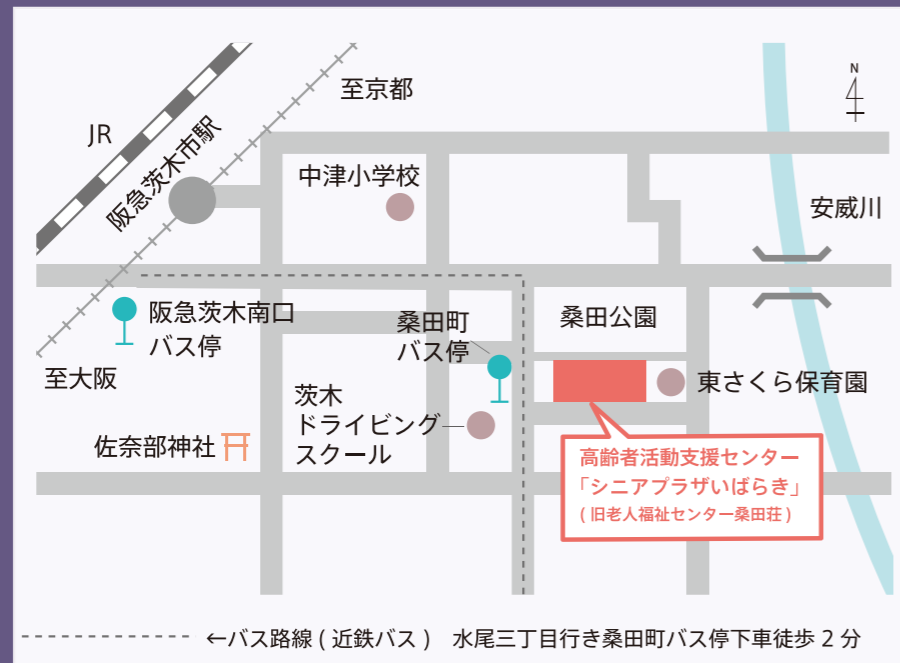 至京都
N
JR
阪急茨木市駅
中津小学校
安威川
阪急茨木南口
バス停
桑田町
バス停
桑田公園
至大阪
東さくら保育園
茨木
ドライビング
スクール
佐奈部神社
高齢者活動支援センター
「シニアプラザいばらき」
(旧老人福祉センター桑田荘)
←バス路線(近鉄バス) 水尾三丁目行き桑田町バス停下車徒歩2分